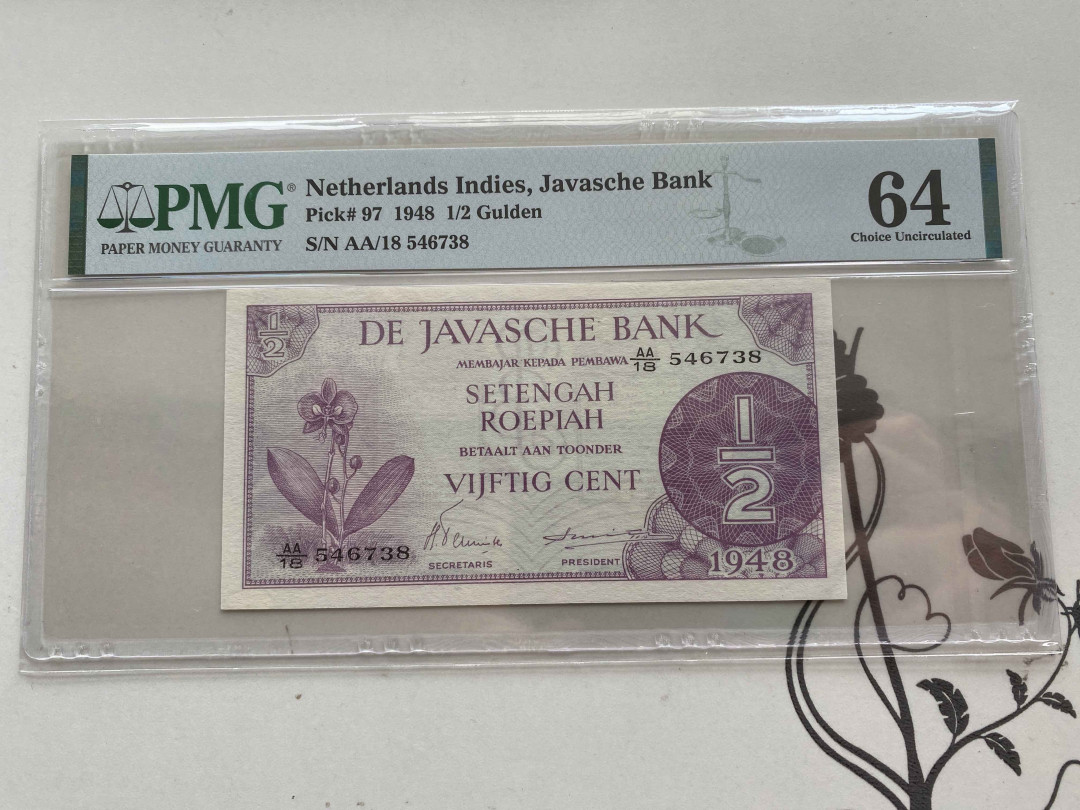 PMG®
PAPER MONEY GUARANTY
Netherlands Indies, Javasche Bank
Pick# 97 1948 1/2 Gulden
S/N AA/18 546738
64
Choice Uncirculated
1/2
DE JAVASCHE BANK
MEMBAJAR KEPADA PEMBAWA AA/18 546738
SETENGAH
ROEPIAH
BETAALT AAN TOONDER
VIJFTIG CENT
1/2
AA/18 546738
SECRETARIS
PRESIDENT
1948